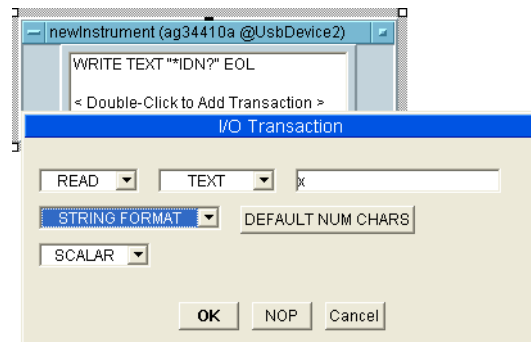 newInstrument (ag34410a @UsbDevice2)
WRITE TEXT "*IDN?" EOL
< Double-Click to Add Transaction >
I/O Transaction
READ TEXT x
STRING FORMAT DEFAULT NUM CHARS
SCALAR
OK NOP Cancel